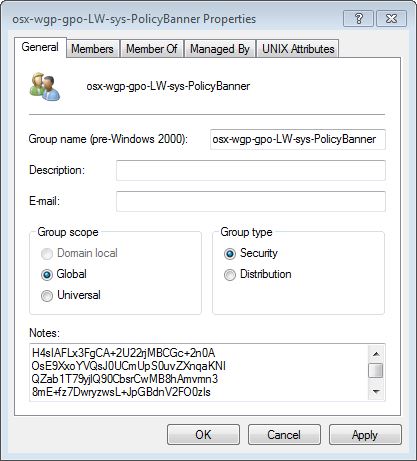 osx-wgp-gpo-LW-sys-PolicyBanner Properties
General Members Member Of Managed By UNIX Attributes
osx-wgp-gpo-LW-sys-PolicyBanner
Group name (pre-Windows 2000): osx-wgp-gpo-LW-sys-PolicyBanner
Description:
E-mail:
Group scope Group type
Domain local Security
Global Distribution
Universal
Notes:
H4sIAFLx3FgCA+2U22rjMBCGc+2n0A
OsE9XxoYVQsJ0UCmUpS0uvZXnqaKNI
QZab1T79yjlQ90CbsrCwMB8hAmvmn3
8mE+fz7DwryzwsL+JpGBdnV2FO0zls
OK Cancel Apply